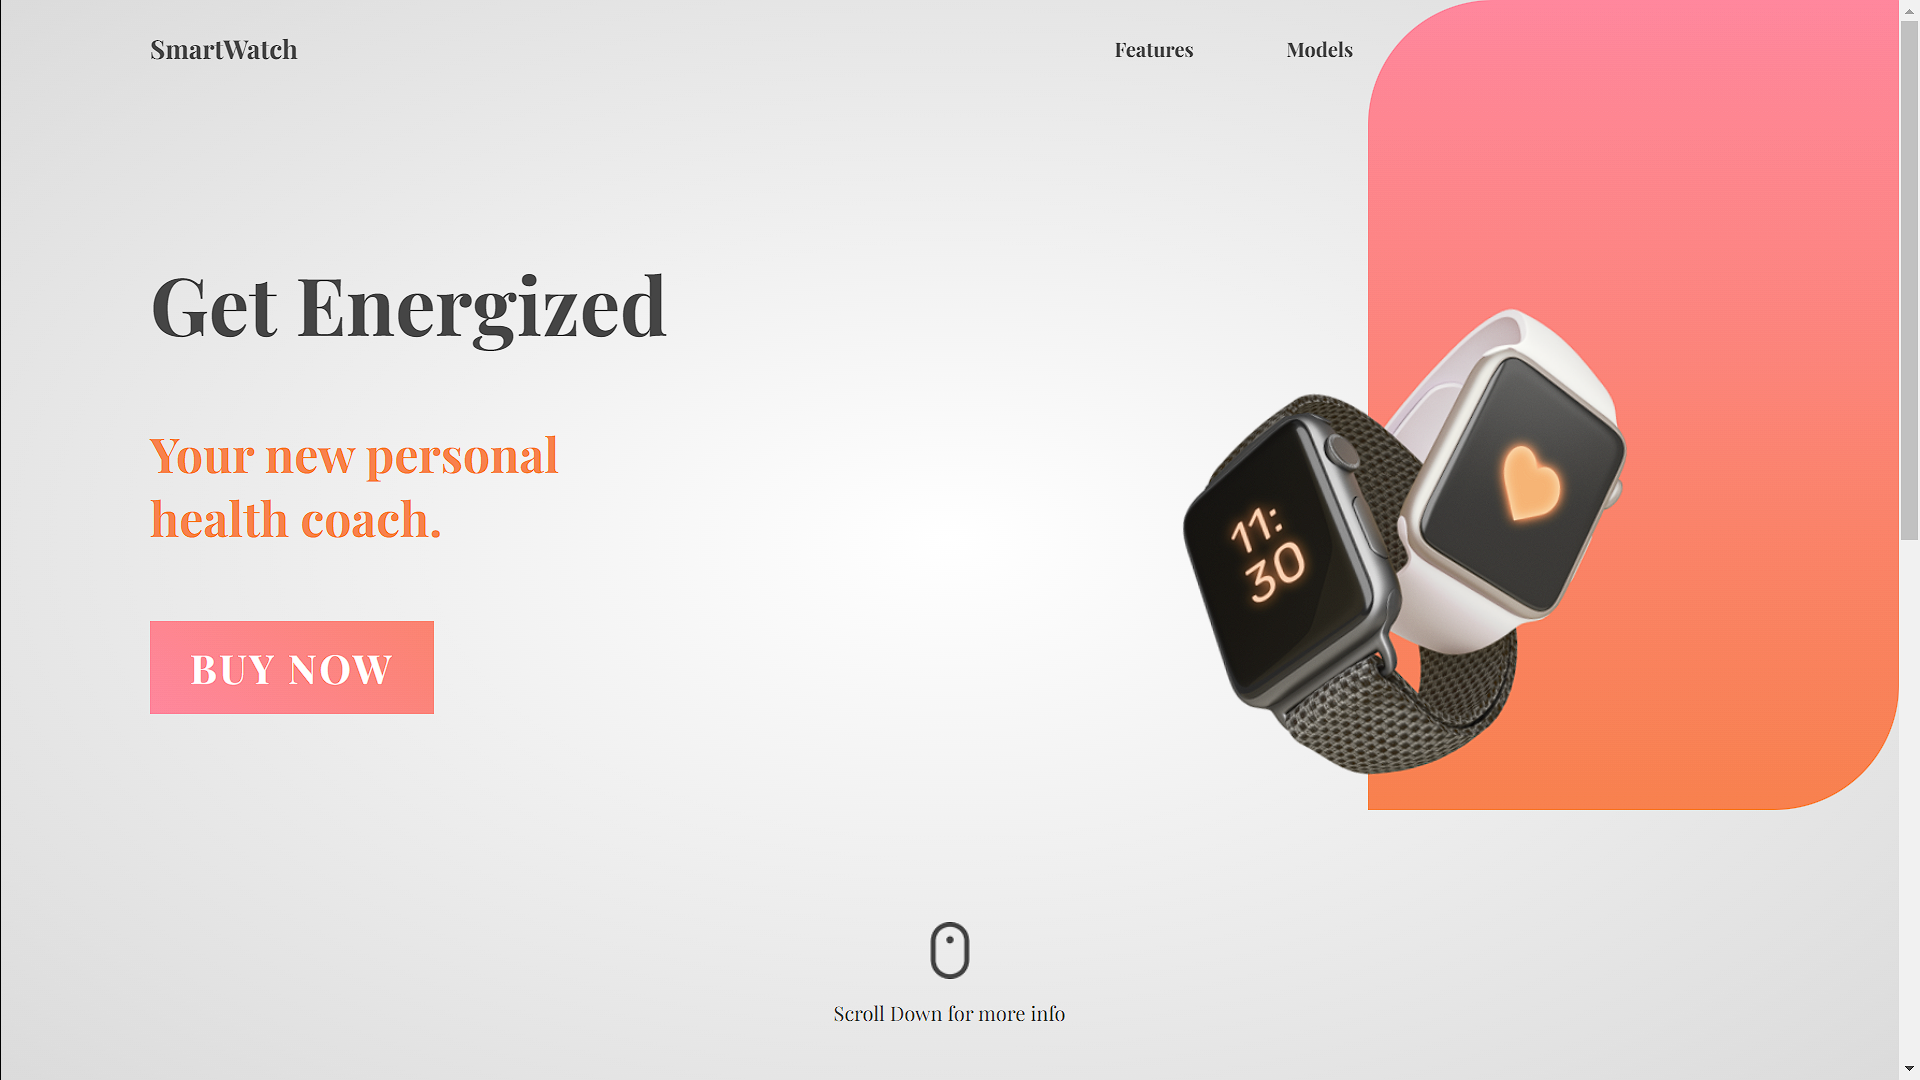 SmartWatch
Features
Models
Get Energized
Your new personal
health coach.
BUY NOW
11:
30
Scroll Down for more info